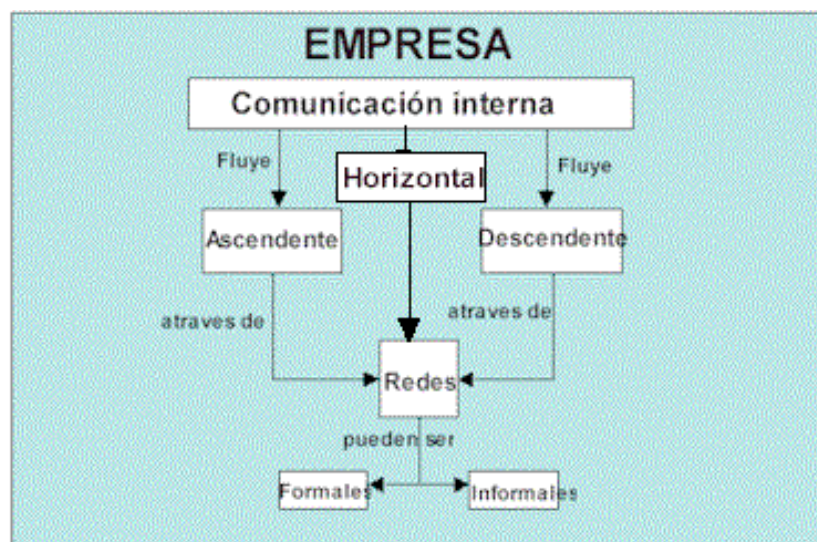 EMPRESA
Comunicación interna
Fluye
Horizontal
Fluye
Ascendente
Descendente
atraves de
atraves de
Redes
pueden ser
Formales
Informales